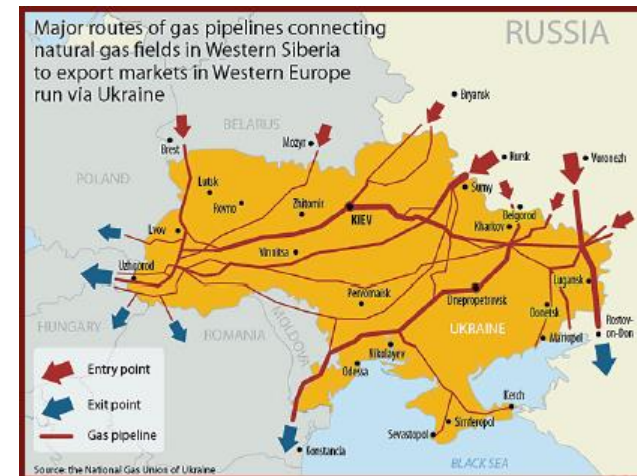 Major routes of gas pipelines connecting
natural gas fields in Western Siberia
to export markets in Western Europe
run via Ukraine
RUSSIA
Bryansk
BELARUS
Brest
Mozyr
Kursk
Voronezh
POLAND
Lutsk
Rovno
Zhitomir
KIEV
Sumy
Belgorod
Kharkov
Lvov
Vinnitsa
Uzhgorod
Pervomaisk
Dnepropetrovsk
Lugansk
HUNGARY
ROMANIA
MOLDOVA
UKRAINE
Donetsk
Rostov-
on-Don
Mariupol
Nikolayev
Odessa
Kerch
Simferopol
Sevastopol
Constancia
BLACK SEA
Entry point
Exit point
Gas pipeline
Source: the National Gas Union of Ukraine